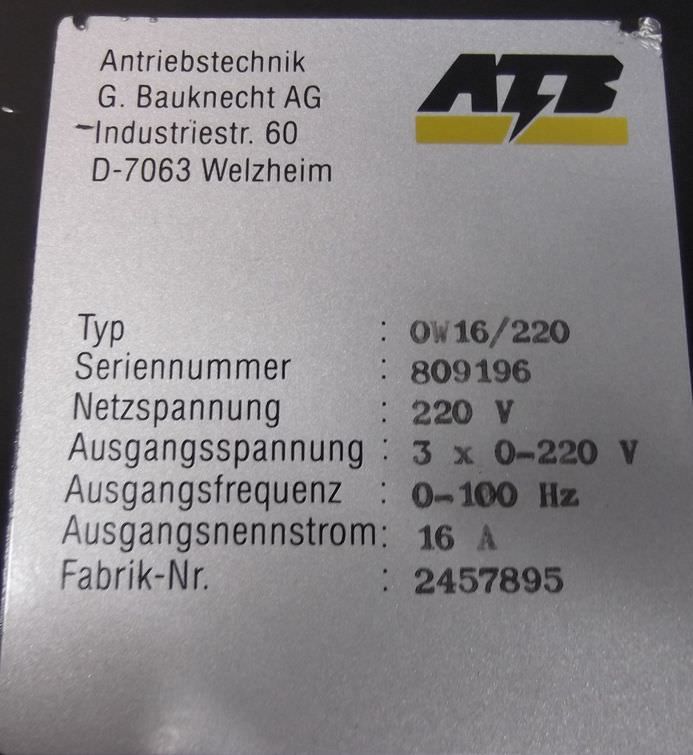 Antriebstechnik
G. Bauknecht AG
Industriestr. 60
D-7063 Welzheim
ATB
Typ : OW16/220
Seriennummer : 809196
Netzspannung : 220 V
Ausgangsspannung : 3 x 0-220 V
Ausgangsfrequenz : 0-100 Hz
Ausgangsnennstrom: 16 A
Fabrik-Nr. : 2457895